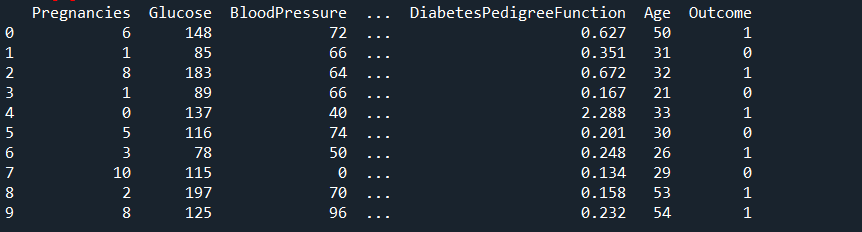 Pregnancies Glucose BloodPressure ... DiabetesPedigreeFunction Age Outcome
0 6 148 72 ... 0.627 50 1
1 1 85 66 ... 0.351 31 0
2 8 183 64 ... 0.672 32 1
3 1 89 66 ... 0.167 21 0
4 0 137 40 ... 2.288 33 1
5 5 116 74 ... 0.201 30 0
6 3 78 50 ... 0.248 26 1
7 10 115 0 ... 0.134 29 0
8 2 197 70 ... 0.158 53 1
9 8 125 96 ... 0.232 54 1